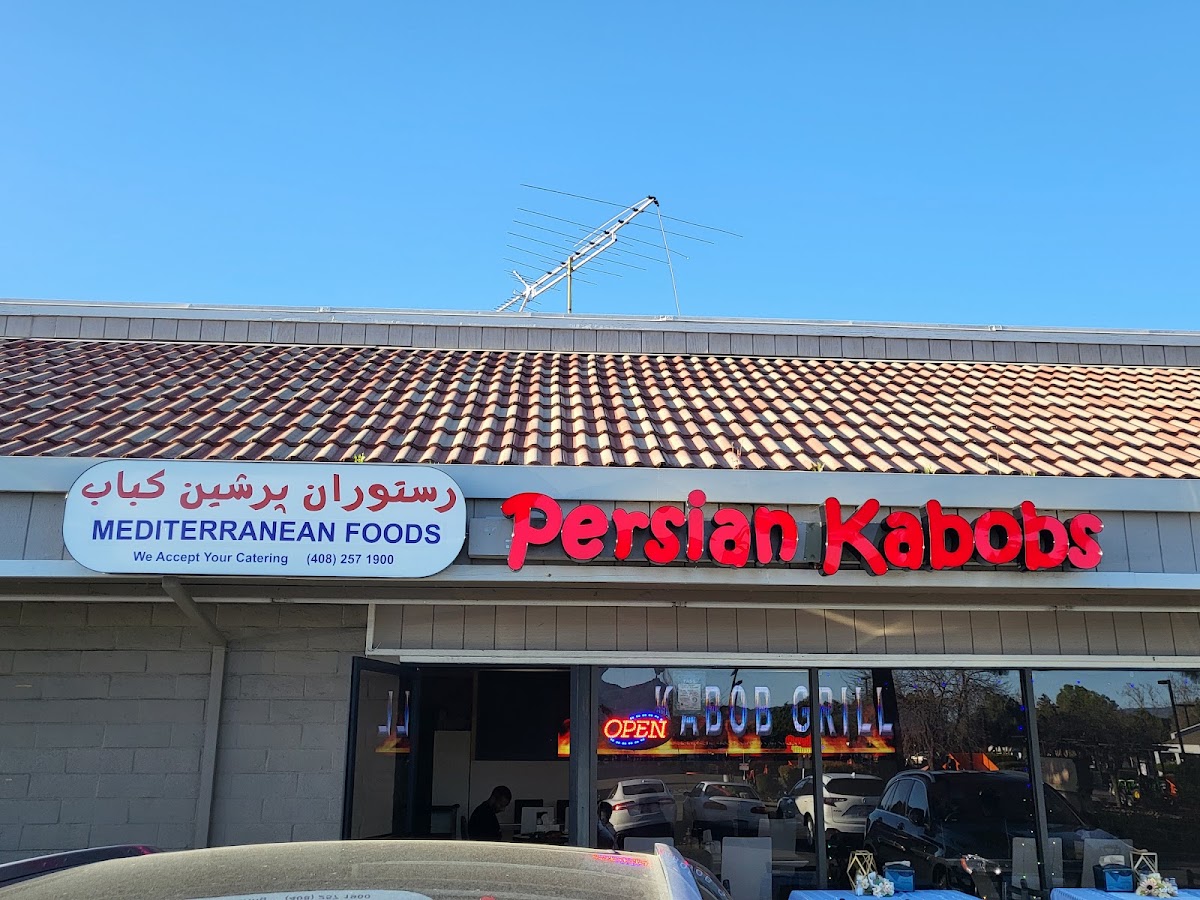 رستوران پرشین کباب
MEDITERRANEAN FOODS
We Accept Your Catering (408) 257 1900
Persian Kabobs
KABOB GRILL
OPEN